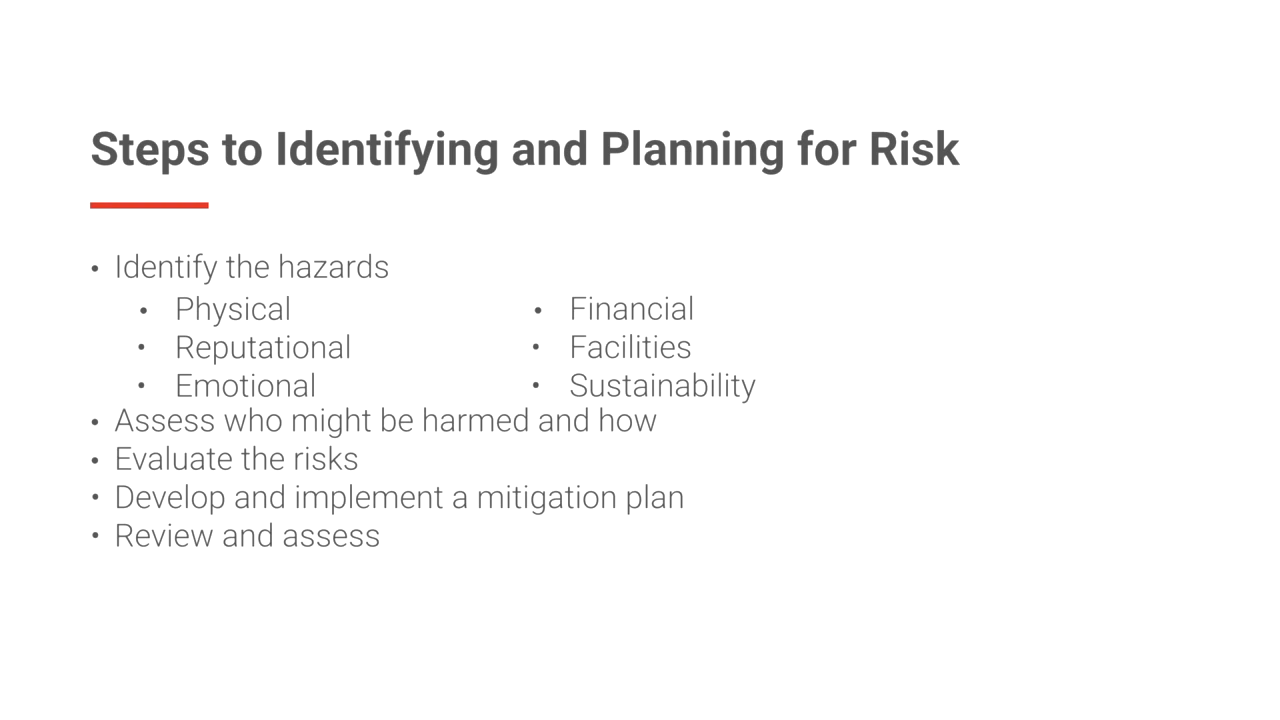 Steps to Identifying and Planning for Risk
• Identify the hazards
• Physical
• Reputational
• Emotional
• Financial
• Facilities
• Sustainability
• Assess who might be harmed and how
• Evaluate the risks
• Develop and implement a mitigation plan
• Review and assess